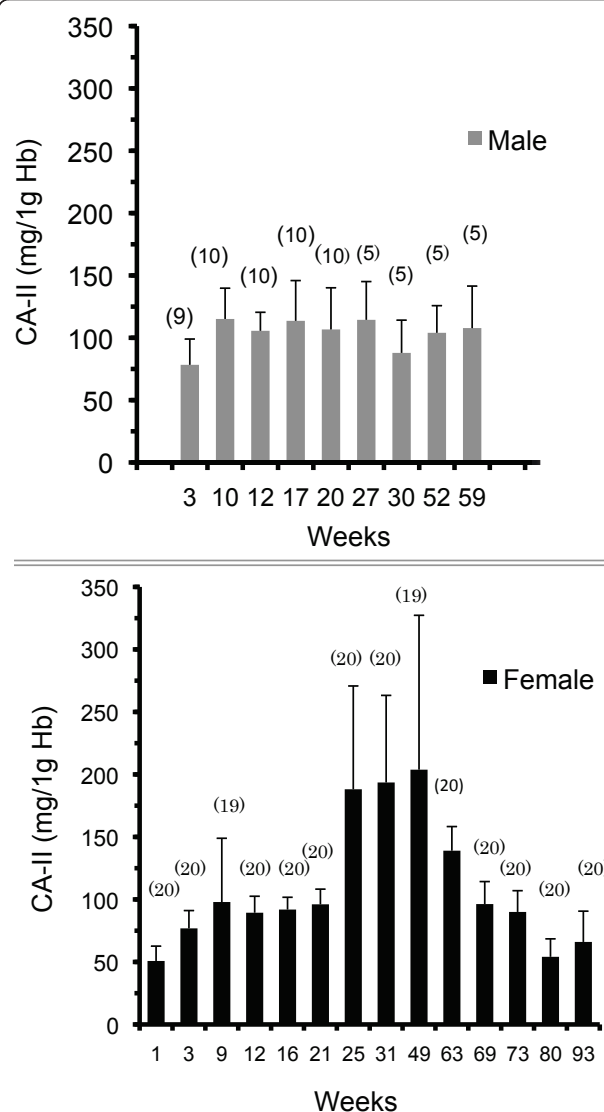 350
300
250
200
150
100
50
0
CA-II (mg/1g Hb)
Male
(9) (10) (10) (10) (10) (5) (5) (5) (5)
3 10 12 17 20 27 30 52 59
Weeks
350
300
250
200
150
100
50
0
CA-II (mg/1g Hb)
Female
(20) (20) (19) (20) (20) (20) (20) (20) (19) (20) (20) (20) (20) (20)
1 3 9 12 16 21 25 31 49 63 69 73 80 93
Weeks